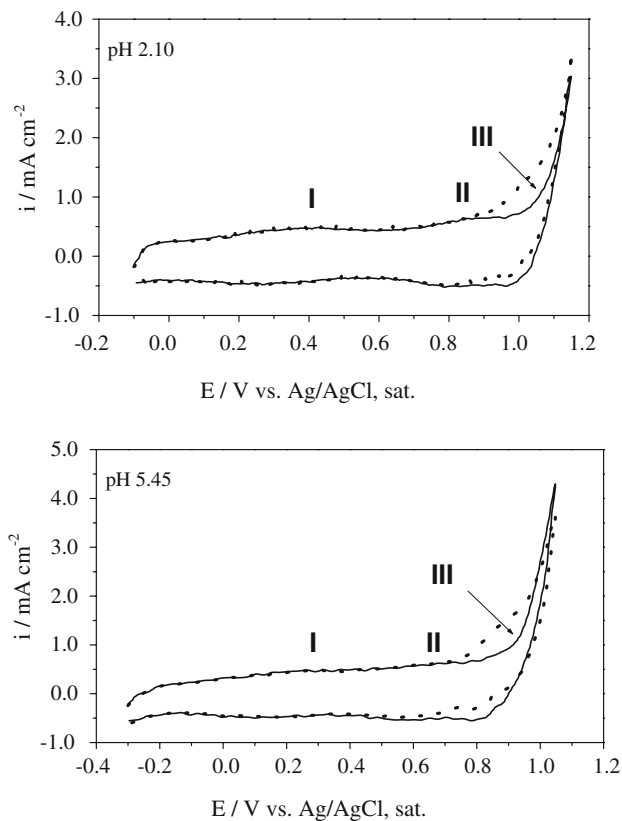 4.0
pH 2.10
3.0
III
2.0
I
II
1.0
0.0
-1.0
-0.2 0.0 0.2 0.4 0.6 0.8 1.0 1.2
i / mA cm-2
E / V vs. Ag/AgCl, sat.
5.0
pH 5.45
4.0
3.0
III
2.0
I
II
1.0
0.0
-1.0
-0.4 -0.2 0.0 0.2 0.4 0.6 0.8 1.0 1.2
i / mA cm-2
E / V vs. Ag/AgCl, sat.